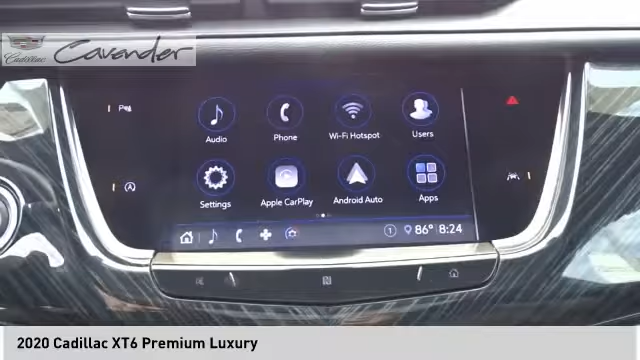 Cadillac Cavender
Audio Phone Wi-Fi Hotspot Users
Settings Apple CarPlay Android Auto Apps
1 86° 8:24
2020 Cadillac XT6 Premium Luxury